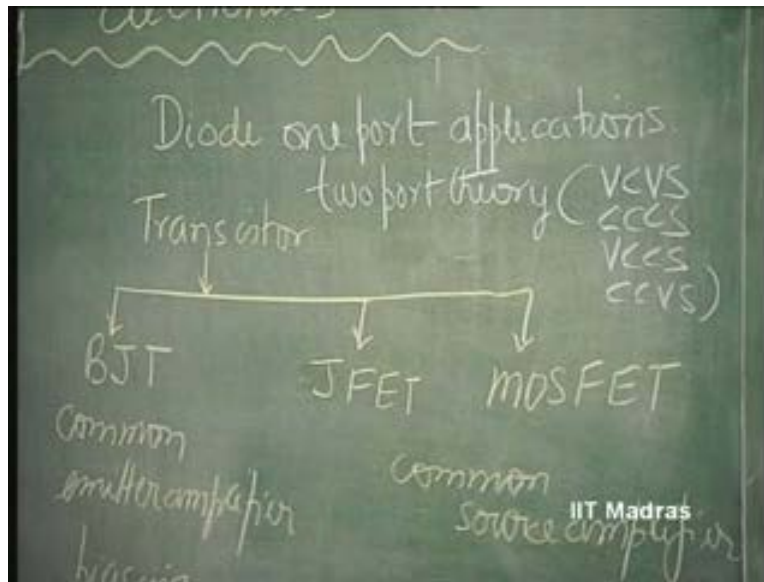 Diode one port applications.
two port theory ( VCVS
CCCS
VCCS
CCVS )
Transistor
BJT JFET MOSFET
common
emitter amplifier
common
source amplifier
IIT Madras